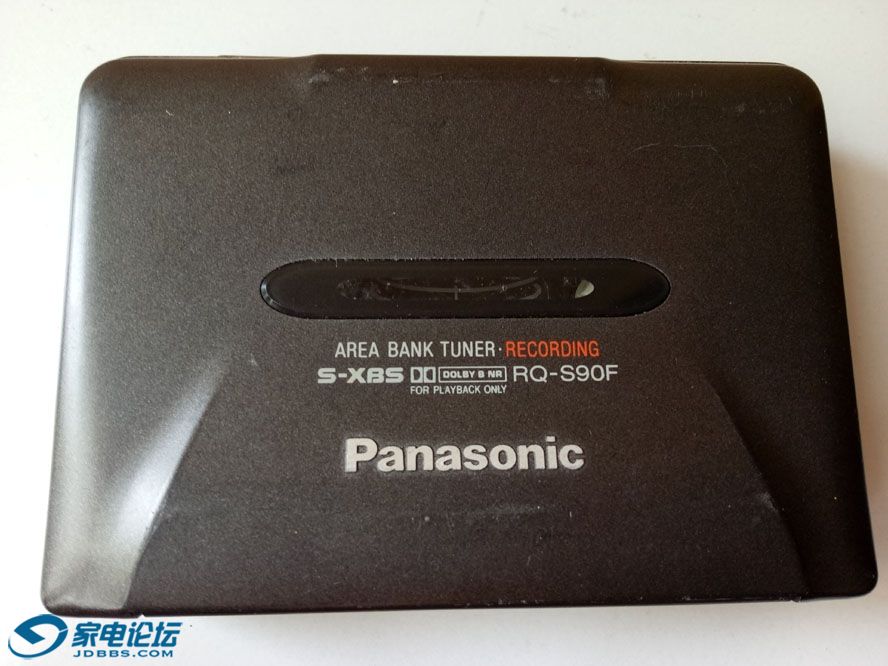 AREA BANK TUNER·RECORDING
S-XBS DOLBY B NR RQ-S90F
FOR PLAYBACK ONLY
Panasonic
家电论坛
JDBBS.COM